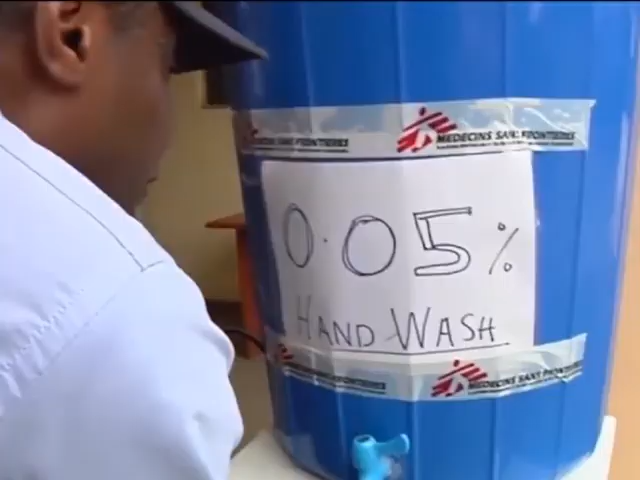 MEDECINS SANS FRONTIERES
0.05%
HAND WASH
MEDECINS SANS FRONTIERES